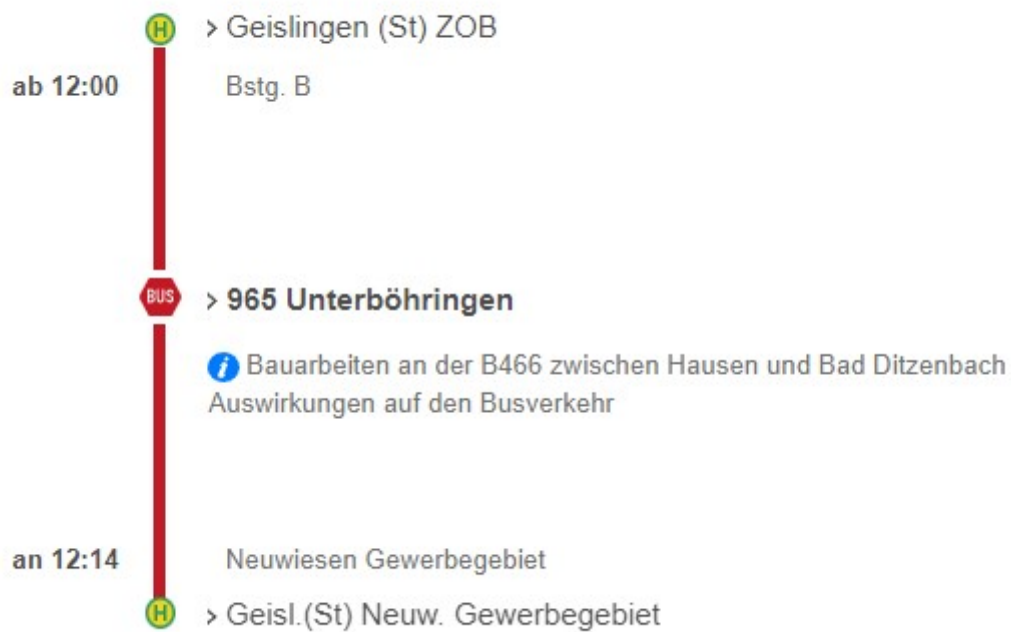 H > Geislingen (St) ZOB
ab 12:00 Bstg. B
BUS > 965 Unterböhringen
i Bauarbeiten an der B466 zwischen Hausen und Bad Ditzenbach
Auswirkungen auf den Busverkehr
an 12:14 Neuwiesen Gewerbegebiet
H > Geisl.(St) Neuw. Gewerbegebiet